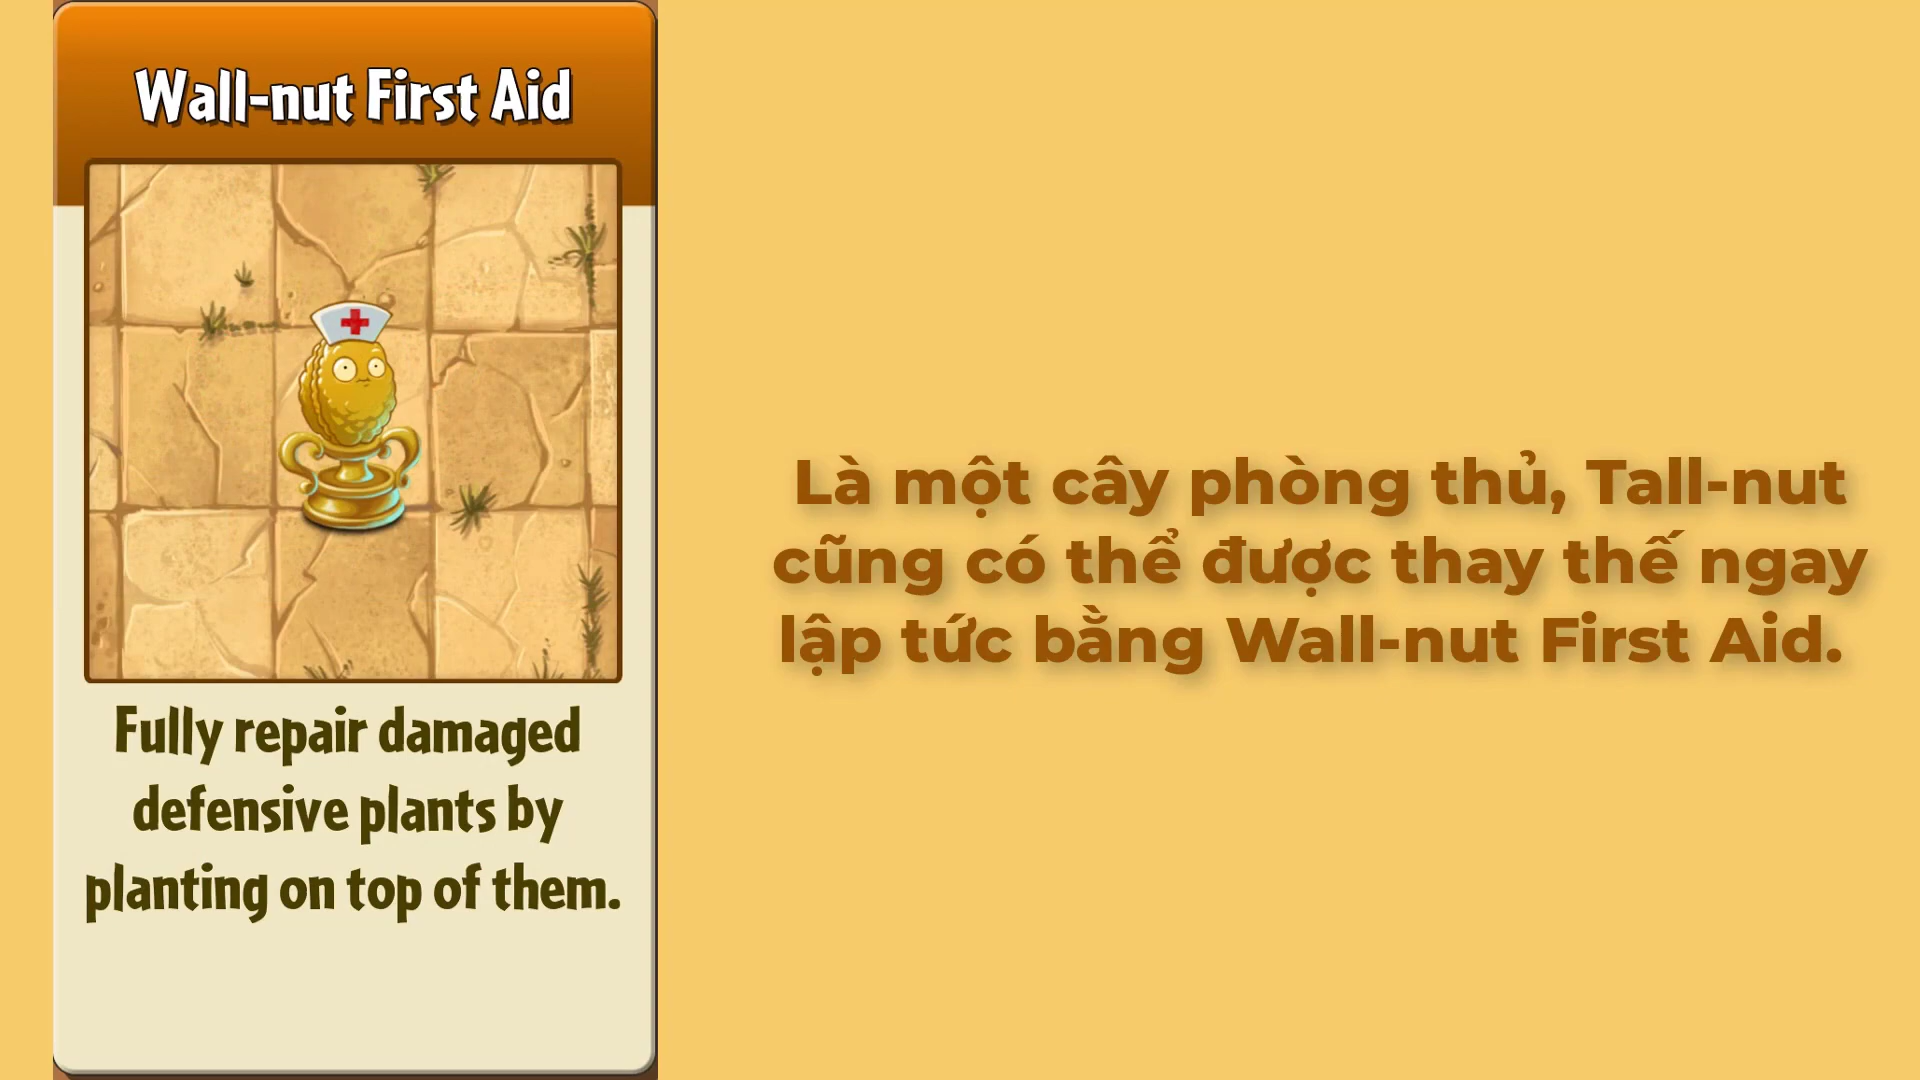 Wall-nut First Aid
Fully repair damaged
defensive plants by
planting on top of them.
Là một cây phòng thủ, Tall-nut
cũng có thể được thay thế ngay
lập tức bằng Wall-nut First Aid.